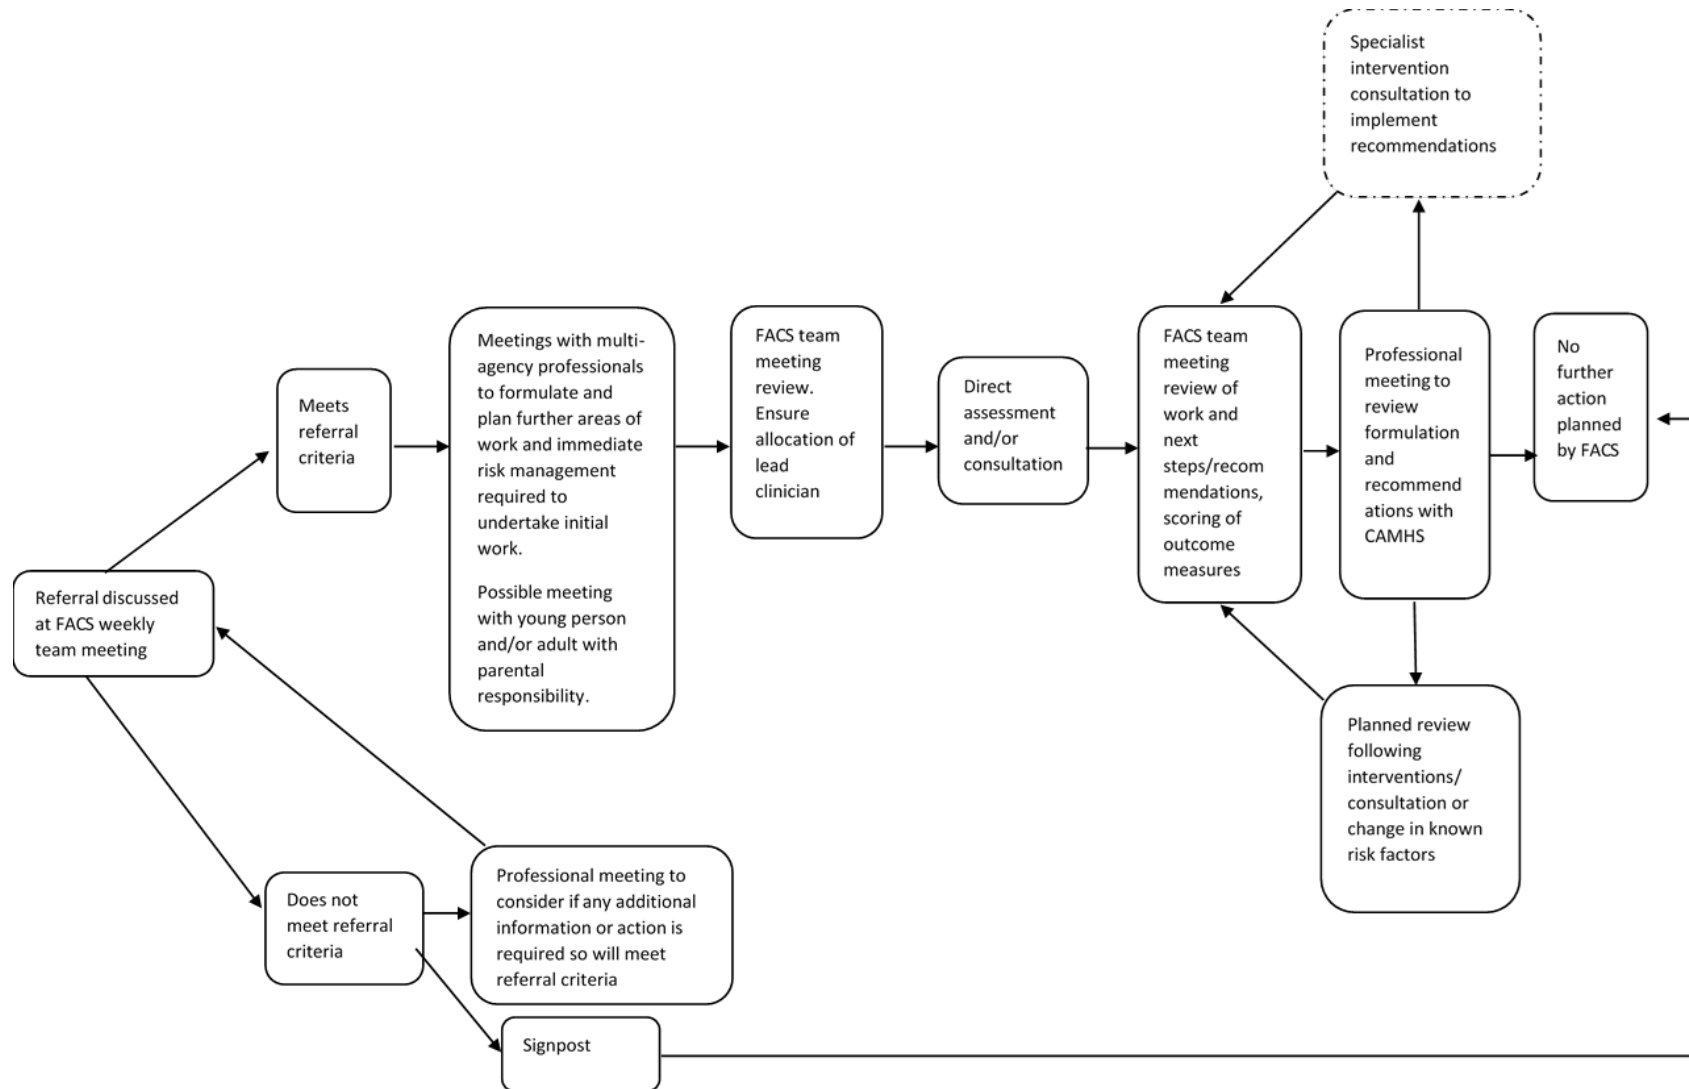 Specialist
intervention
consultation to
implement
recommendations
Meets
referral
criteria
Meetings with multi-
agency professionals
to formulate and
plan further areas of
work and immediate
risk management
required to
undertake initial
work.
Possible meeting
with young person
and/or adult with
parental
responsibility.
FACS team
meeting
review.
Ensure
allocation of
lead
clinician
Direct
assessment
and/or
consultation
FACS team
meeting
review of
work and
next
steps/recom
mendations,
scoring of
outcome
measures
Professional
meeting to
review
formulation
and
recommend
ations with
CAMHS
No
further
action
planned
by FACS
Referral discussed
at FACS weekly
team meeting
Planned review
following
interventions/
consultation or
change in known
risk factors
Does not
meet referral
criteria
Professional meeting to
consider if any additional
information or action is
required so will meet
referral criteria
Signpost